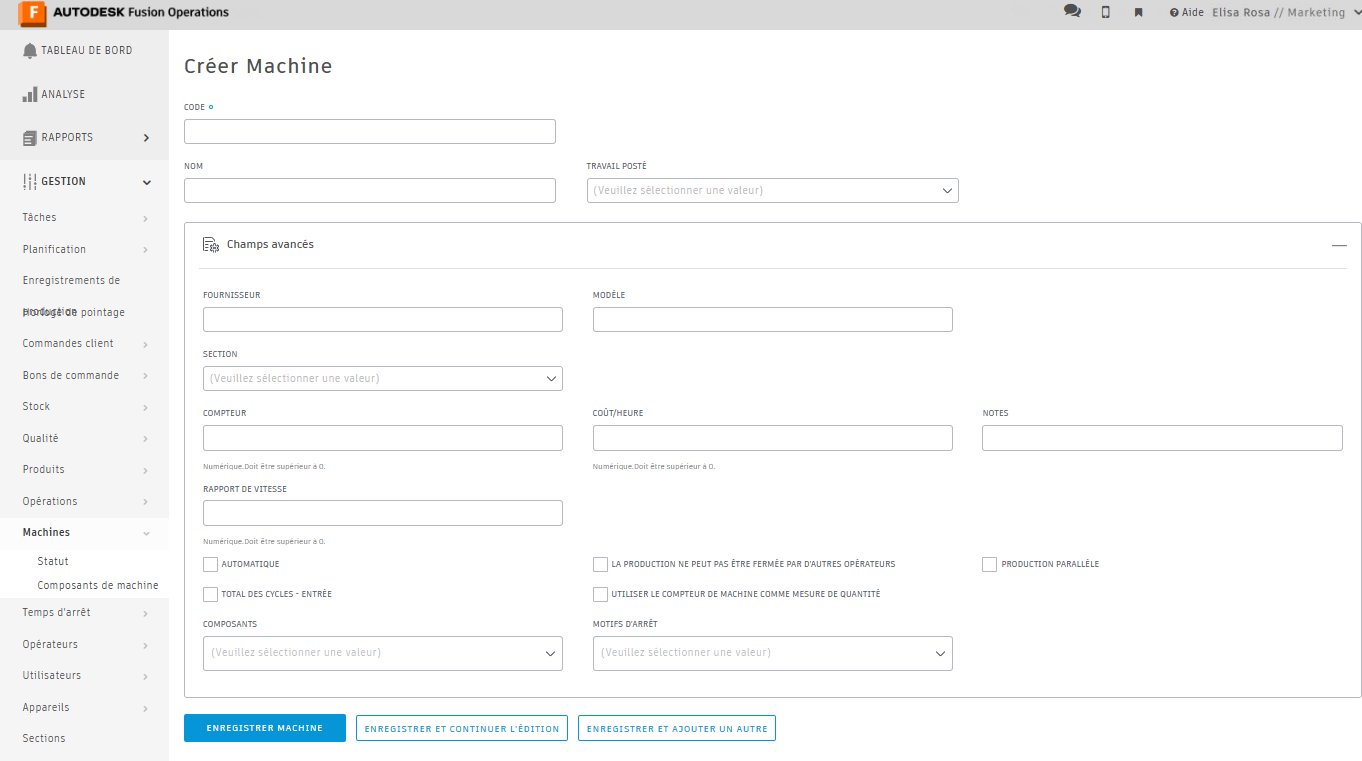 F AUTODESK Fusion Operations
Aide Elisa Rosa // Marketing
TABLEAU DE BORD
ANALYSE
RAPPORTS
GESTION
Tâches
Planification
Enregistrements de
production
Horloge de pointage
Commandes client
Bons de commande
Stock
Qualité
Produits
Opérations
Machines
Statut
Composants de machine
Temps d'arrêt
Opérateurs
Utilisateurs
Appareils
Sections
Créer Machine
CODE
NOM
TRAVAIL POSTÉ
(Veuillez sélectionner une valeur)
Champs avancés
FOURNISSEUR
MODÈLE
SECTION
(Veuillez sélectionner une valeur)
COMPTEUR
COÛT/HEURE
NOTES
Numérique.Doit être supérieur à 0.
Numérique.Doit être supérieur à 0.
RAPPORT DE VITESSE
Numérique.Doit être supérieur à 0.
AUTOMATIQUE
LA PRODUCTION NE PEUT PAS ÊTRE FERMÉE PAR D'AUTRES OPÉRATEURS
PRODUCTION PARALLÈLE
TOTAL DES CYCLES - ENTRÉE
UTILISER LE COMPTEUR DE MACHINE COMME MESURE DE QUANTITÉ
COMPOSANTS
MOTIFS D'ARRÊT
(Veuillez sélectionner une valeur)
(Veuillez sélectionner une valeur)
ENREGISTRER MACHINE
ENREGISTRER ET CONTINUER L'ÉDITION
ENREGISTRER ET AJOUTER UN AUTRE